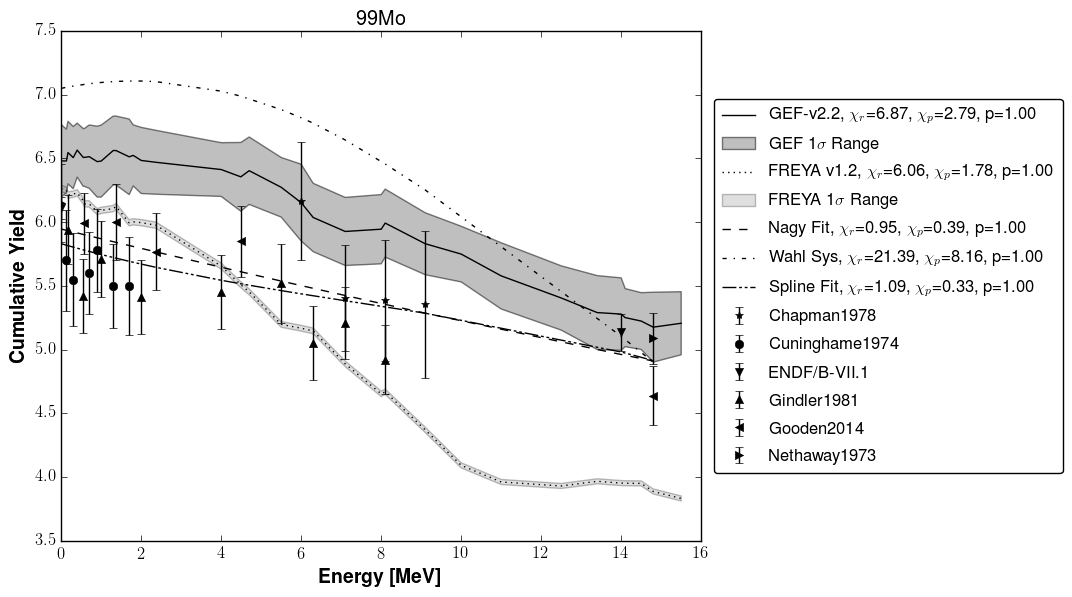 99Mo
7.5
7.0
6.5
6.0
5.5
5.0
4.5
4.0
3.5
Cumulative Yield
0 2 4 6 8 10 12 14 16
Energy [MeV]
GEF-v2.2, χr=6.87, χp=2.79, p=1.00
GEF 1σ Range
FREYA v1.2, χr=6.06, χp=1.78, p=1.00
FREYA 1σ Range
Nagy Fit, χr=0.95, χp=0.39, p=1.00
Wahl Sys, χr=21.39, χp=8.16, p=1.00
Spline Fit, χr=1.09, χp=0.33, p=1.00
Chapman1978
Cuninghame1974
ENDF/B-VII.1
Gindler1981
Gooden2014
Nethaway1973